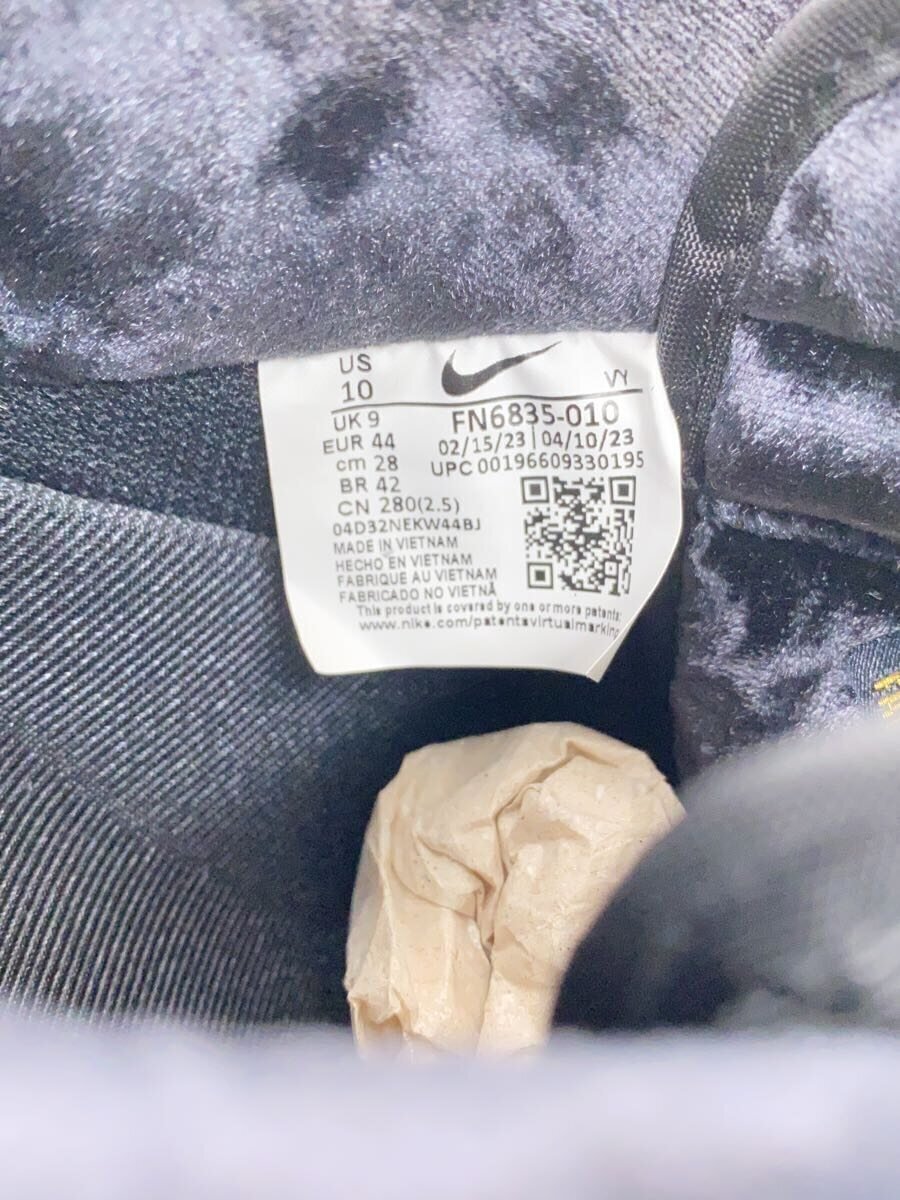 US
10
VY
UK 9
EUR 44
cm 28
BR 42
CN 280(2.5)
FN6835-010
02/15/23 | 04/10/23
UPC 00196609330195
04D32NEKW44BJ
MADE IN VIETNAM
HECHO EN VIETNAM
FABRIQUE AU VIETNAM
FABRICADO NO VIETNÃ
This product is covered by one or more patents:
www.nike.com/patentsvirtualmarking